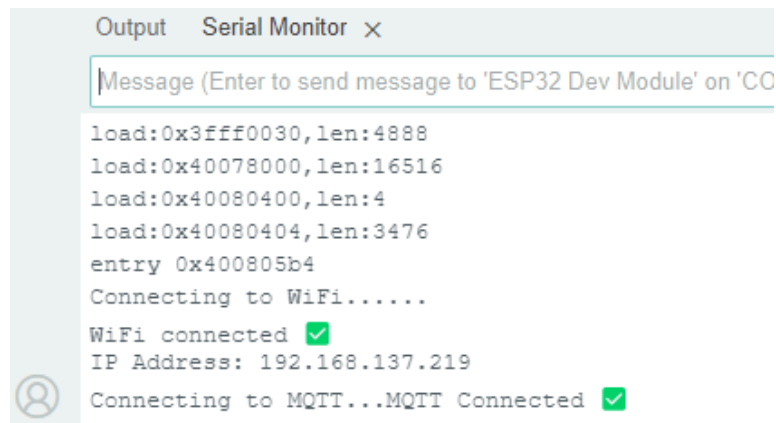 Output Serial Monitor ×
Message (Enter to send message to 'ESP32 Dev Module' on 'CO
load:0x3fff0030,len:4888
load:0x40078000,len:16516
load:0x40080400,len:4
load:0x40080404,len:3476
entry 0x400805b4
Connecting to WiFi......
WiFi connected ✅
IP Address: 192.168.137.219
Connecting to MQTT...MQTT Connected ✅